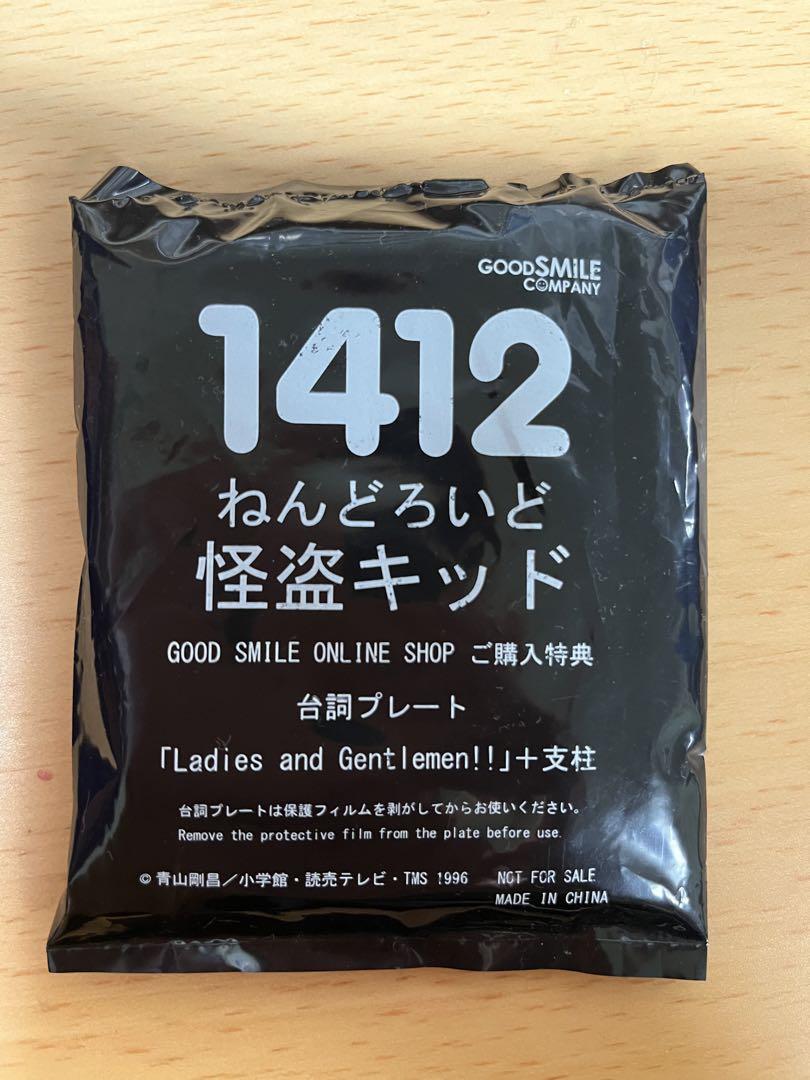 GOODSMILE
COMPANY
1412
ねんどろいど
怪盗キッド
GOOD SMILE ONLINE SHOP ご購入特典
台詞プレート
「Ladies and Gentlemen!!」＋支柱
台詞プレートは保護フィルムを剥がしてからお使いください。
Remove the protective film from the plate before use.
©青山剛昌／小学館・読売テレビ・TMS 1996 NOT FOR SALE
MADE IN CHINA